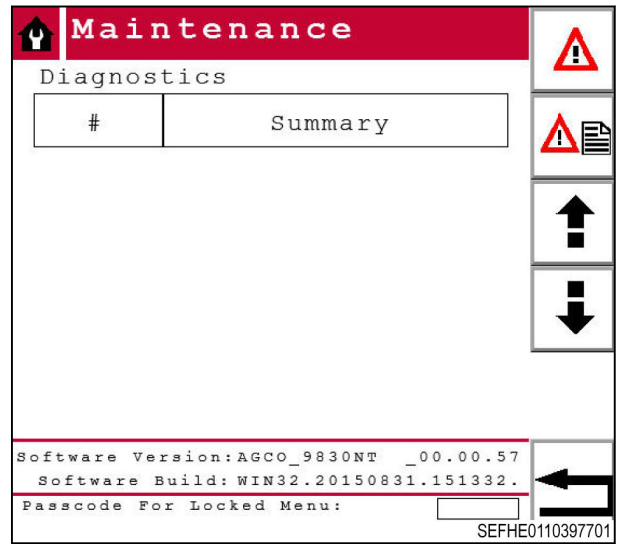 Maintenance
Diagnostics
# Summary
Software Version:AGCO_9830NT _00.00.57
Software Build: WIN32.20150831.151332.
Passcode For Locked Menu:
SEFHE0110397701